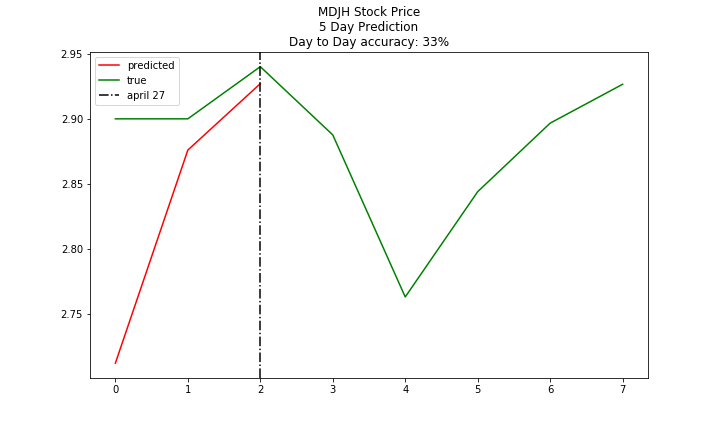 MDJH Stock Price
5 Day Prediction
Day to Day accuracy: 33%
predicted
true
april 27
2.95
2.90
2.85
2.80
2.75
0 1 2 3 4 5 6 7